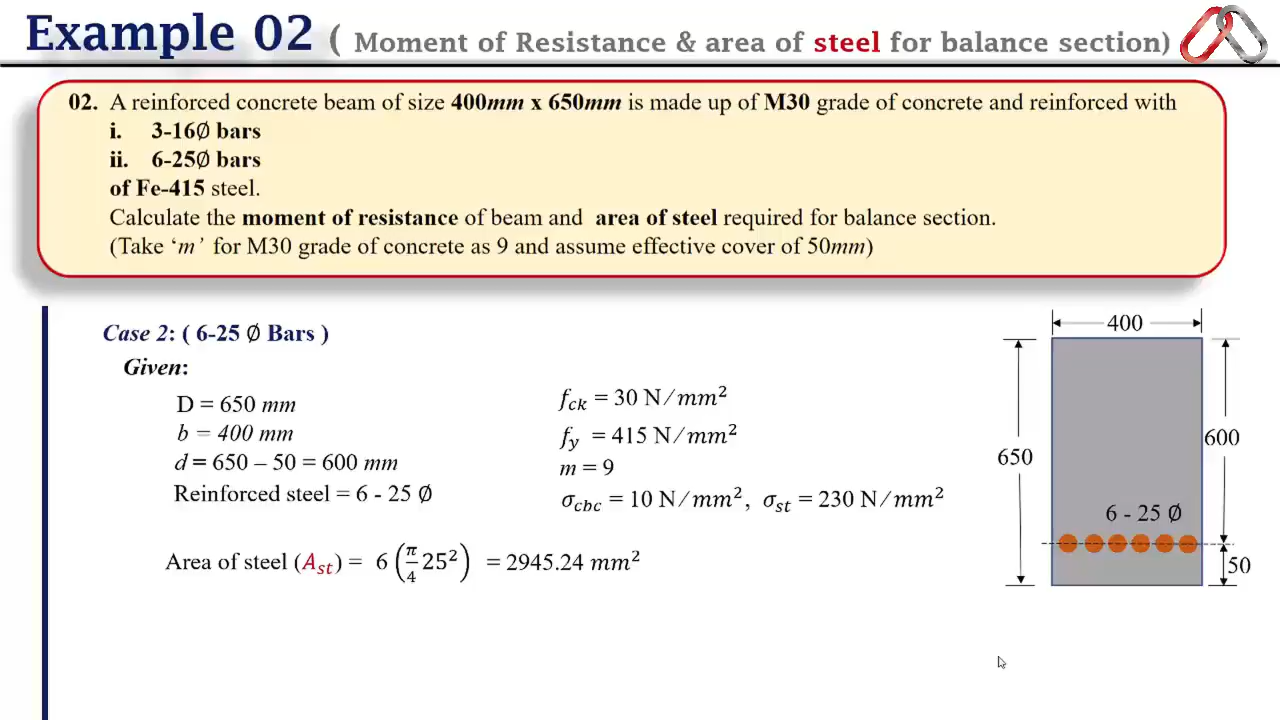 Example 02 ( Moment of Resistance & area of steel for balance section)
02. A reinforced concrete beam of size 400mm x 650mm is made up of M30 grade of concrete and reinforced with
i. 3-16∅ bars
ii. 6-25∅ bars
of Fe-415 steel.
Calculate the moment of resistance of beam and area of steel required for balance section.
(Take ‘m’ for M30 grade of concrete as 9 and assume effective cover of 50mm)
Case 2: ( 6-25 ∅ Bars )
Given:
D = 650 mm
b = 400 mm
d = 650 – 50 = 600 mm
Reinforced steel = 6 - 25 ∅
f_ck = 30 N/mm²
f_y = 415 N/mm²
m = 9
σ_cbc = 10 N/mm², σ_st = 230 N/mm²
Area of steel (A_st) = 6 (π/4 25²) = 2945.24 mm²
400
650
600
6 - 25 ∅
50